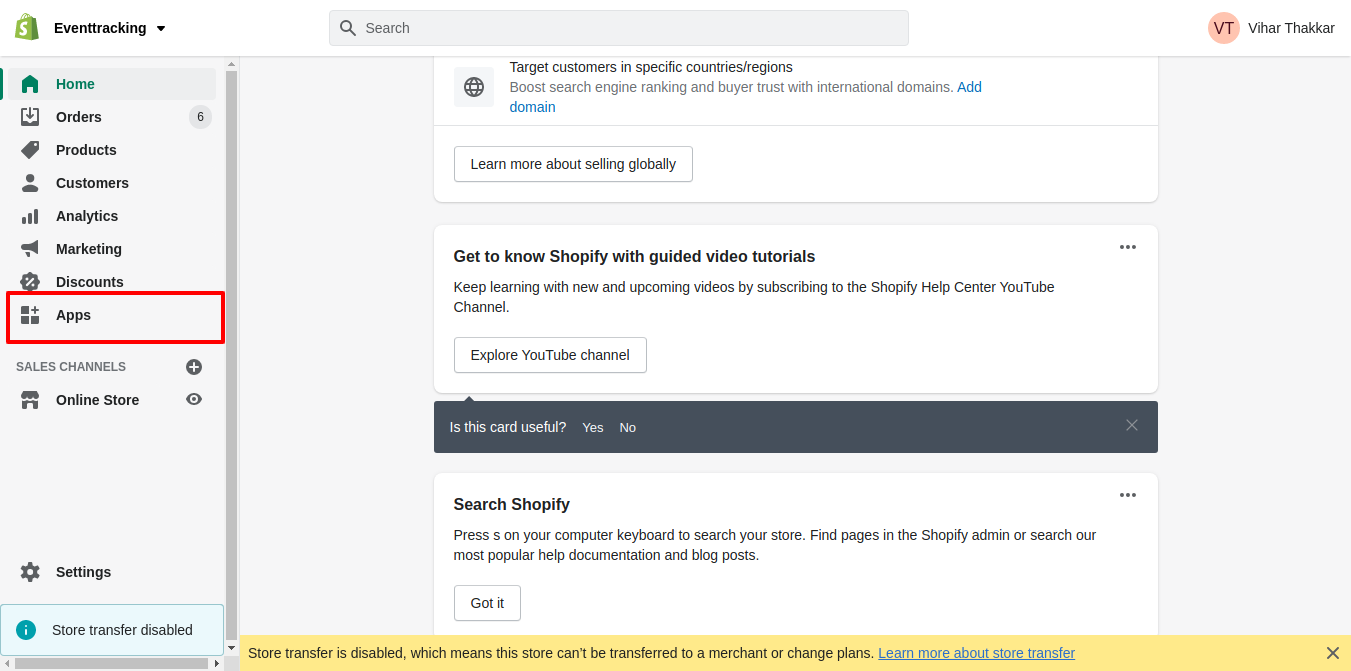 Eventtracking
Search
VT Vihar Thakkar
Home
Orders 6
Products
Customers
Analytics
Marketing
Discounts
Apps
SALES CHANNELS
Online Store
Settings
Store transfer disabled
Target customers in specific countries/regions
Boost search engine ranking and buyer trust with international domains. Add
domain
Learn more about selling globally
Get to know Shopify with guided video tutorials
Keep learning with new and upcoming videos by subscribing to the Shopify Help Center YouTube
Channel.
Explore YouTube channel
Is this card useful? Yes No
Search Shopify
Press s on your computer keyboard to search your store. Find pages in the Shopify admin or search our
most popular help documentation and blog posts.
Got it
Store transfer is disabled, which means this store can’t be transferred to a merchant or change plans. Learn more about store transfer